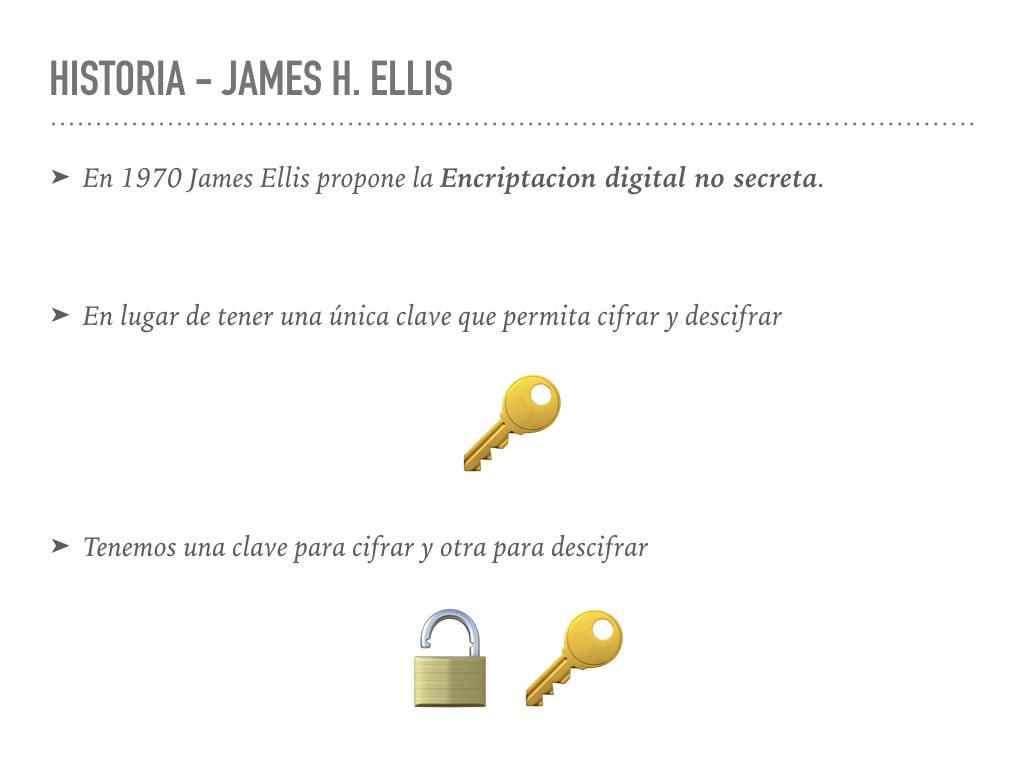 HISTORIA – JAMES H. ELLIS
➤ En 1970 James Ellis propone la Encriptacion digital no secreta.
➤ En lugar de tener una única clave que permita cifrar y descifrar
➤ Tenemos una clave para cifrar y otra para descifrar